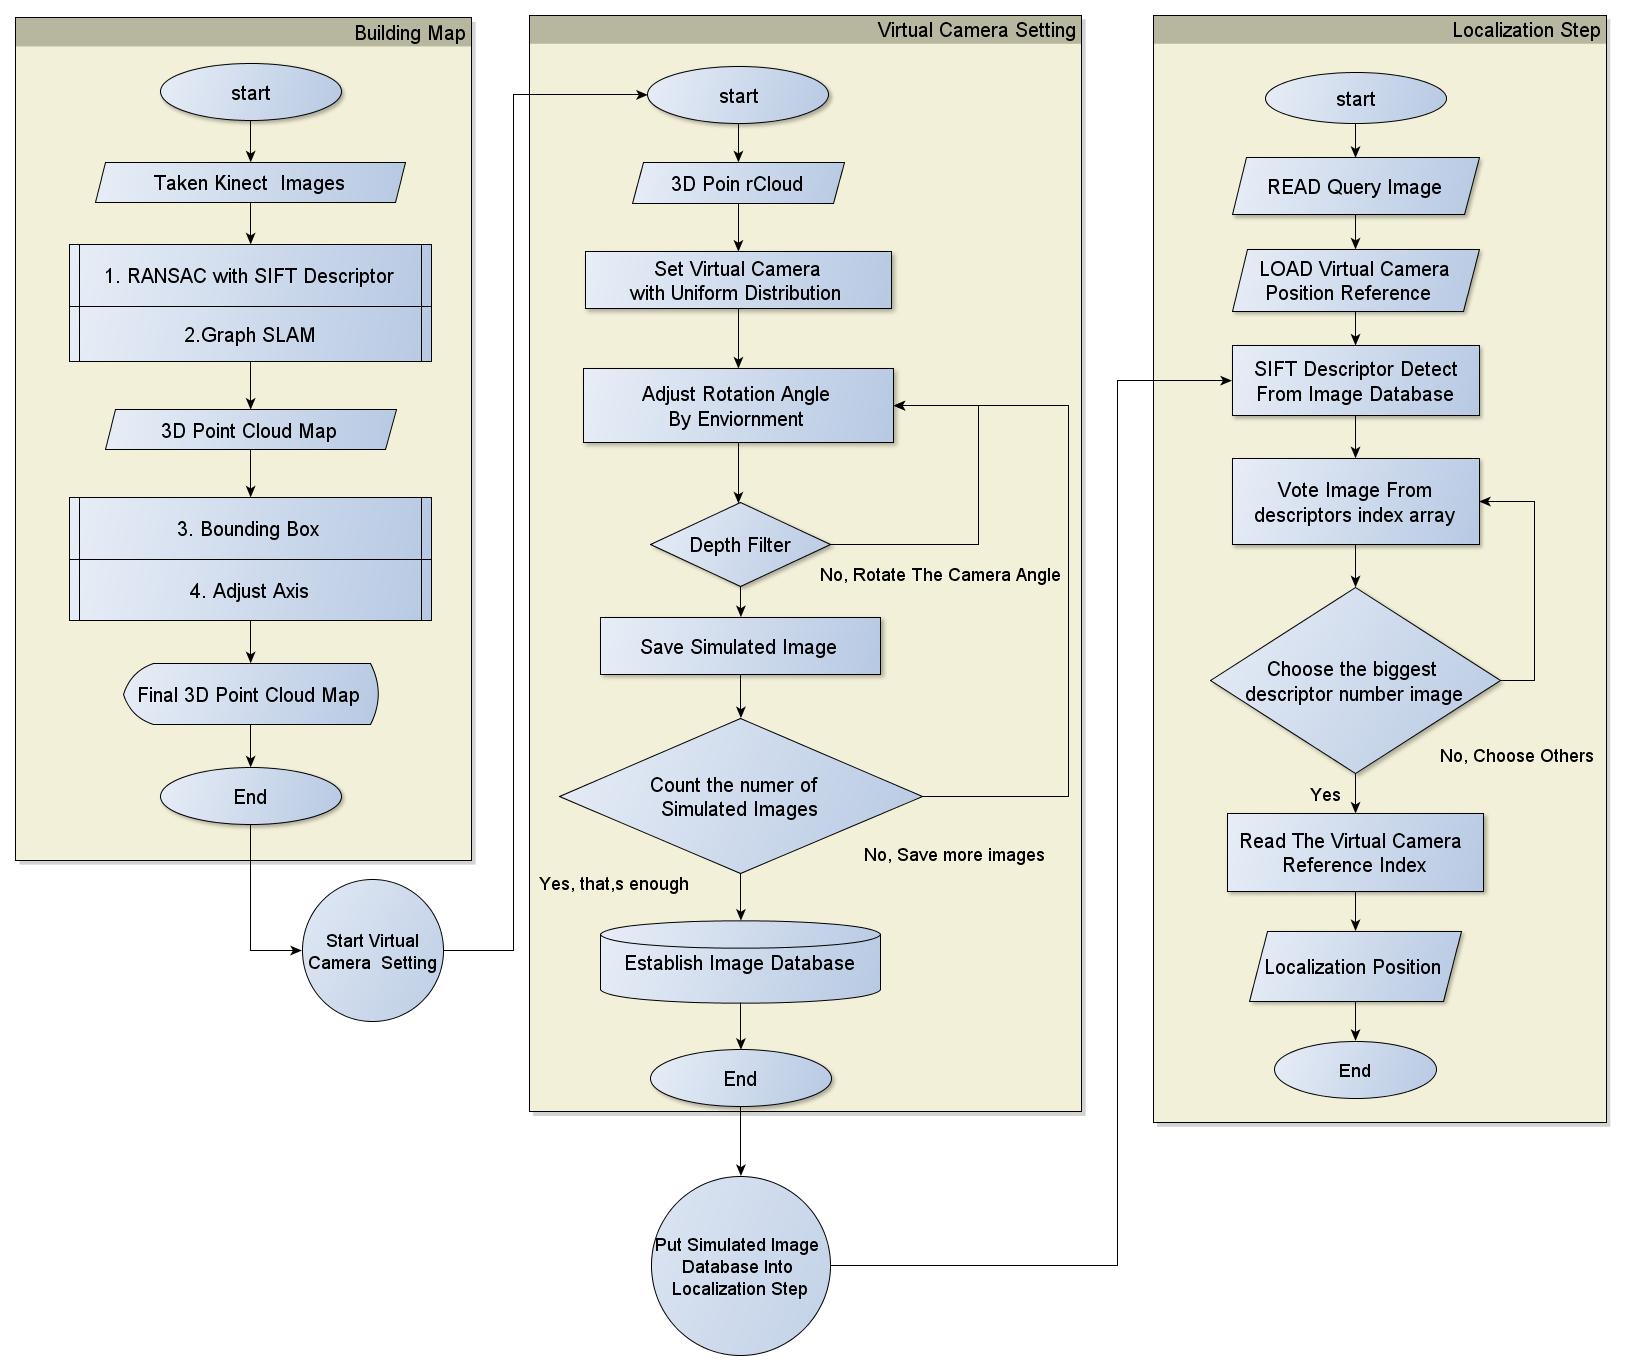 Building Map
start
Taken Kinect  Images
1. RANSAC with SIFT Descriptor
2.Graph SLAM
3D Point Cloud Map
3. Bounding Box
4. Adjust Axis
Final 3D Point Cloud Map
End
Start Virtual
Camera  Setting
Virtual Camera Setting
start
3D Poin rCloud
Set Virtual Camera
with Uniform Distribution
Adjust Rotation Angle
By Enviornment
Depth Filter
No, Rotate The Camera Angle
Save Simulated Image
Count the numer of
Simulated Images
No, Save more images
Yes, that,s enough
Establish Image Database
End
Put Simulated Image
Database Into
Localization Step
Localization Step
start
READ Query Image
LOAD Virtual Camera
Position Reference
SIFT Descriptor Detect
From Image Database
Vote Image From
descriptors index array
Choose the biggest
descriptor number image
No, Choose Others
Yes
Read The Virtual Camera
Reference Index
Localization Position
End